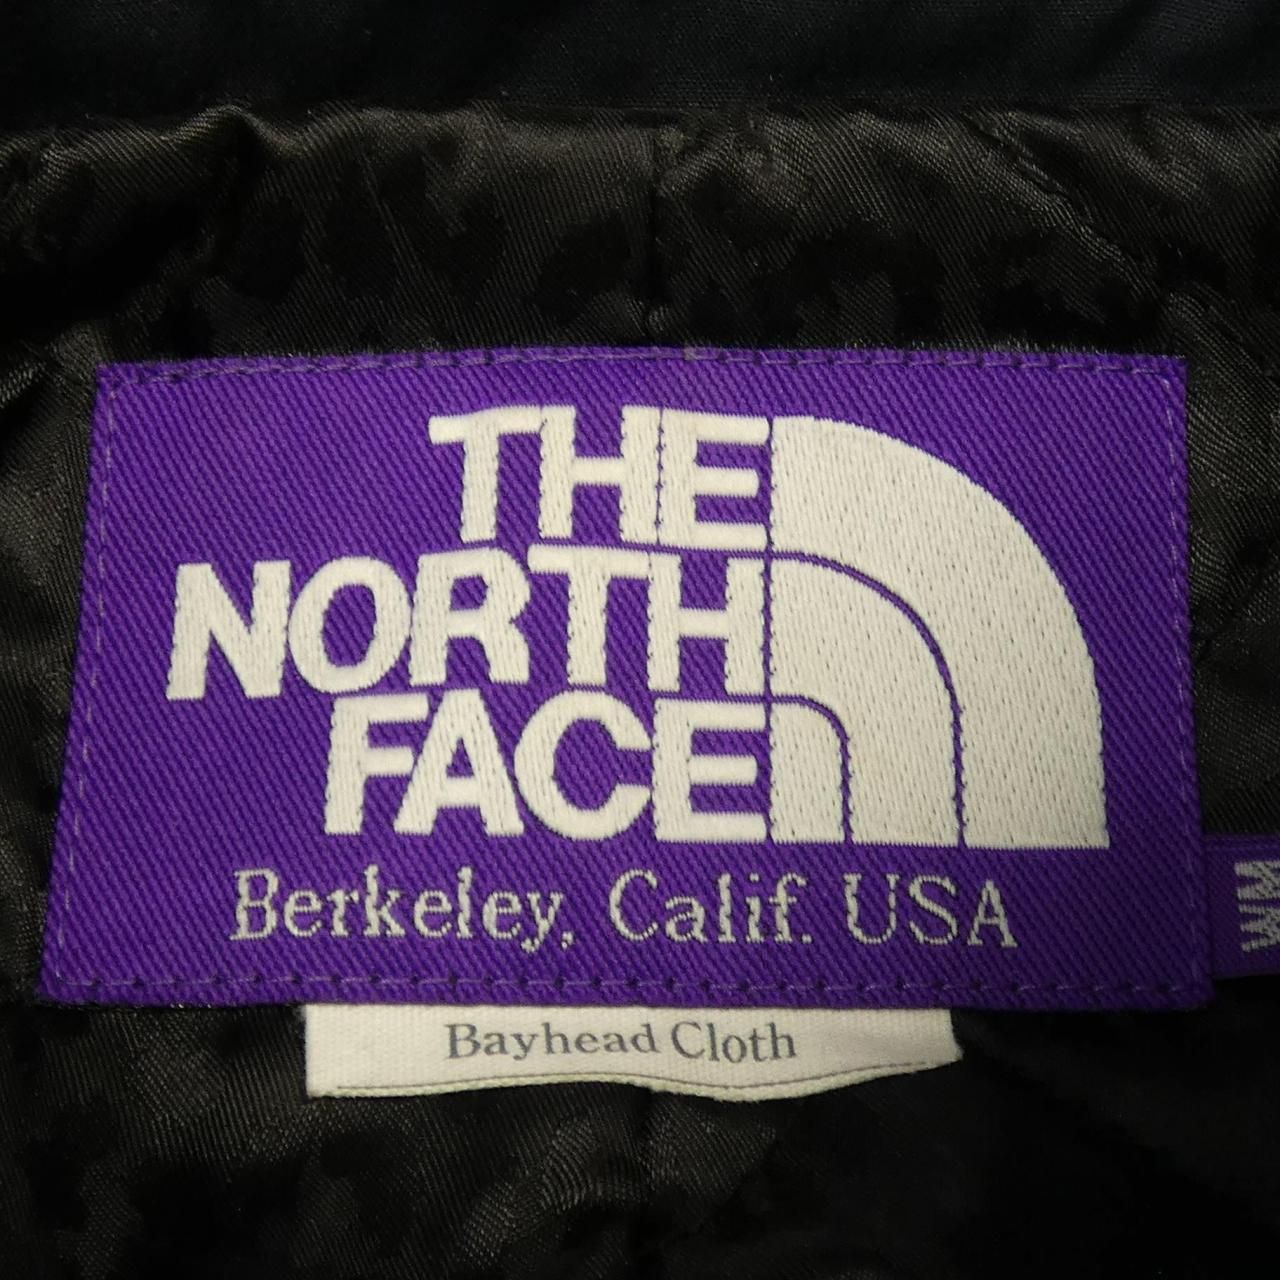 THE
NORTH
FACE
Berkeley, Calif. USA
Bayhead Cloth